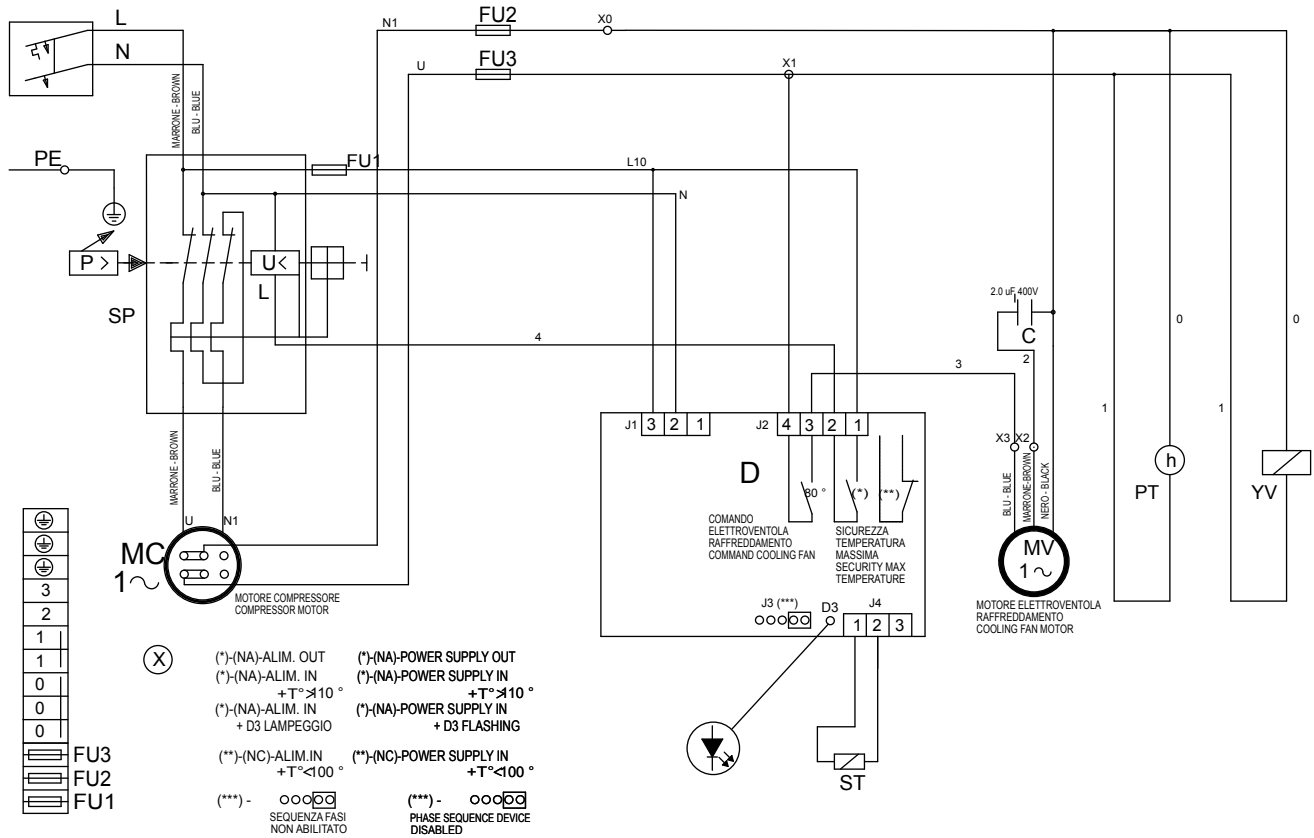 L
N
N1
FU2
X0
U
FU3
X1
MARRONE - BROWN
BLU - BLUE
PE
FU1
L10
N
P >
U<
L
SP
4
2.0 uF 400V
C
2
3
0
0
1
1
J1 3 2 1
J2 4 3 2 1
D
80 °
(*)
(**)
COMANDO
ELETTROVENTOLA
RAFFREDDAMENTO
COMMAND COOLING FAN
SICUREZZA
TEMPERATURA
MASSIMA
SECURITY MAX
TEMPERATURE
J3 (***)
D3
J4
1 2 3
X3 X2
BLU - BLUE
MARRONE-BROWN
NERO - BLACK
MV
1
MOTORE ELETTROVENTOLA
RAFFREDDAMENTO
COOLING FAN MOTOR
h
PT
YV
MARRONE - BROWN
BLU - BLUE
U
N1
MC
1
MOTORE COMPRESSORE
COMPRESSOR MOTOR
ST
3
2
1
1
0
0
0
FU3
FU2
FU1
X
(*)-(NA)-ALIM. OUT
(*)-(NA)-ALIM. IN
+T°>110 °
(*)-(NA)-ALIM. IN
+ D3 LAMPEGGIO
(**)-(NC)-ALIM.IN
+T°<100 °
(***) -
SEQUENZA FASI
NON ABILITATO
(*)-(NA)-POWER SUPPLY OUT
(*)-(NA)-POWER SUPPLY IN
+T°>110 °
(*)-(NA)-POWER SUPPLY IN
+ D3 FLASHING
(**)-(NC)-POWER SUPPLY IN
+T°<100 °
(***) -
PHASE SEQUENCE DEVICE
DISABLED